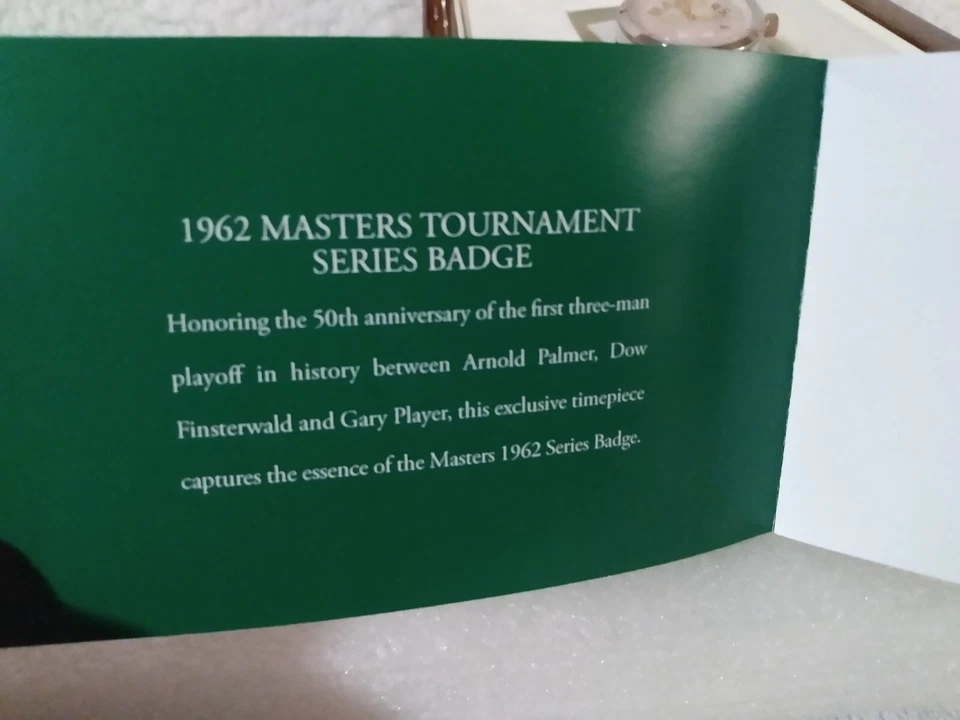 1962 MASTERS TOURNAMENT
SERIES BADGE
Honoring the 50th anniversary of the first three-man
playoff in history between Arnold Palmer, Dow
Finsterwald and Gary Player, this exclusive timepiece
captures the essence of the Masters 1962 Series Badge.